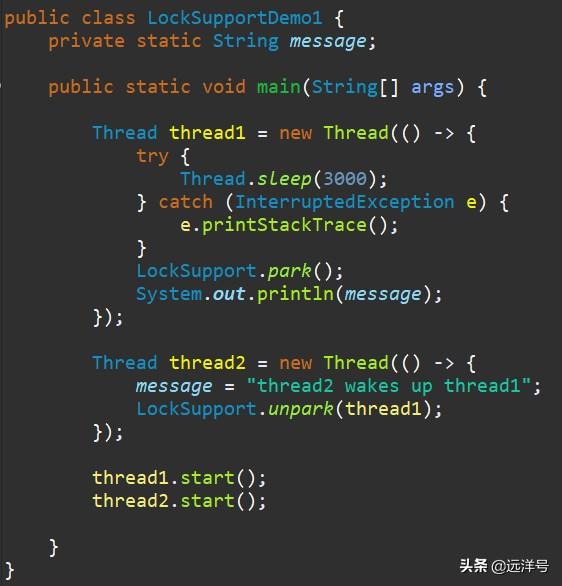 public class LockSupportDemo1 {
    private static String message;

    public static void main(String[] args) {

        Thread thread1 = new Thread(() -> {
            try {
                Thread.sleep(3000);
            } catch (InterruptedException e) {
                e.printStackTrace();
            }
            LockSupport.park();
            System.out.println(message);
        });

        Thread thread2 = new Thread(() -> {
            message = "thread2 wakes up thread1";
            LockSupport.unpark(thread1);
        });

        thread1.start();
        thread2.start();

    }
}
头条 @远洋号